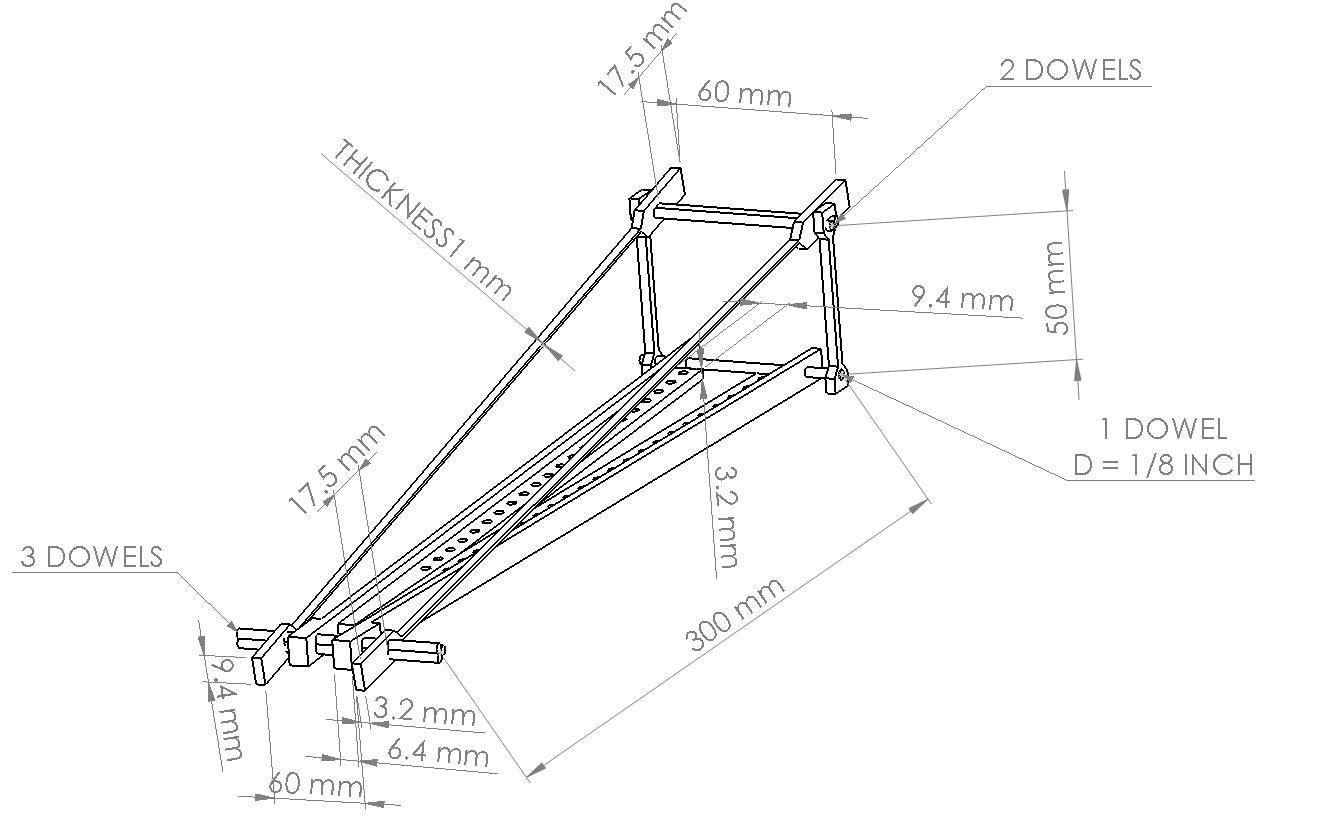 17.5 mm
60 mm
2 DOWELS
THICKNESS1 mm
50 mm
9.4 mm
1 DOWEL
D = 1/8 INCH
17.5 mm
3.2 mm
3 DOWELS
300 mm
9.4 mm
3.2 mm
6.4 mm
60 mm